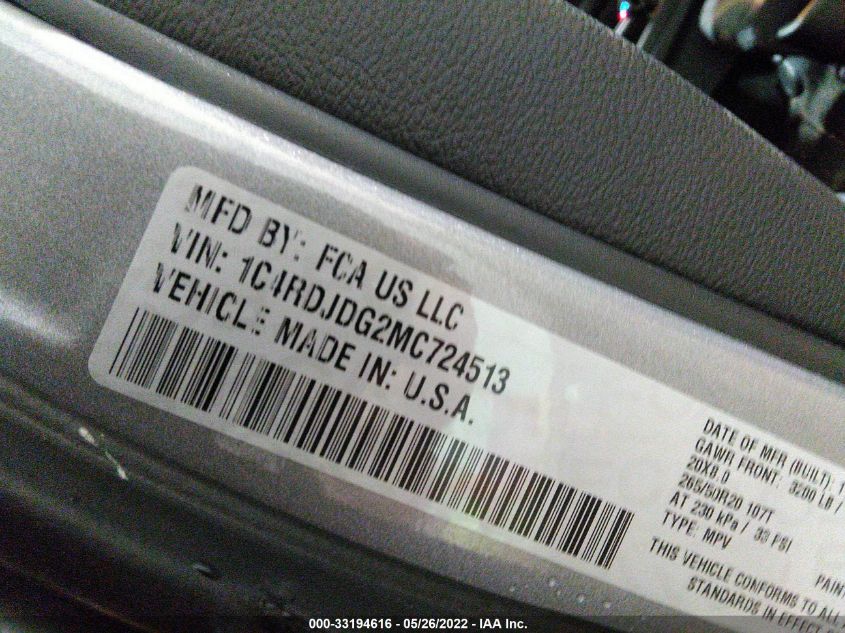 MFD BY: FCA US LLC
VIN: 1C4RDJDG2MC724513
VEHICLE MADE IN: U.S.A.
DATE OF MFR (BUILT): 1
GAWR FRONT: 3200 LB /
20X8.0
265/50R20 107T
AT 230 kPa / 33 PSI
TYPE: MPV
PAINT
THIS VEHICLE CONFORMS TO ALL
STANDARDS IN EFFECT
000-33194616 - 05/26/2022 - IAA Inc.